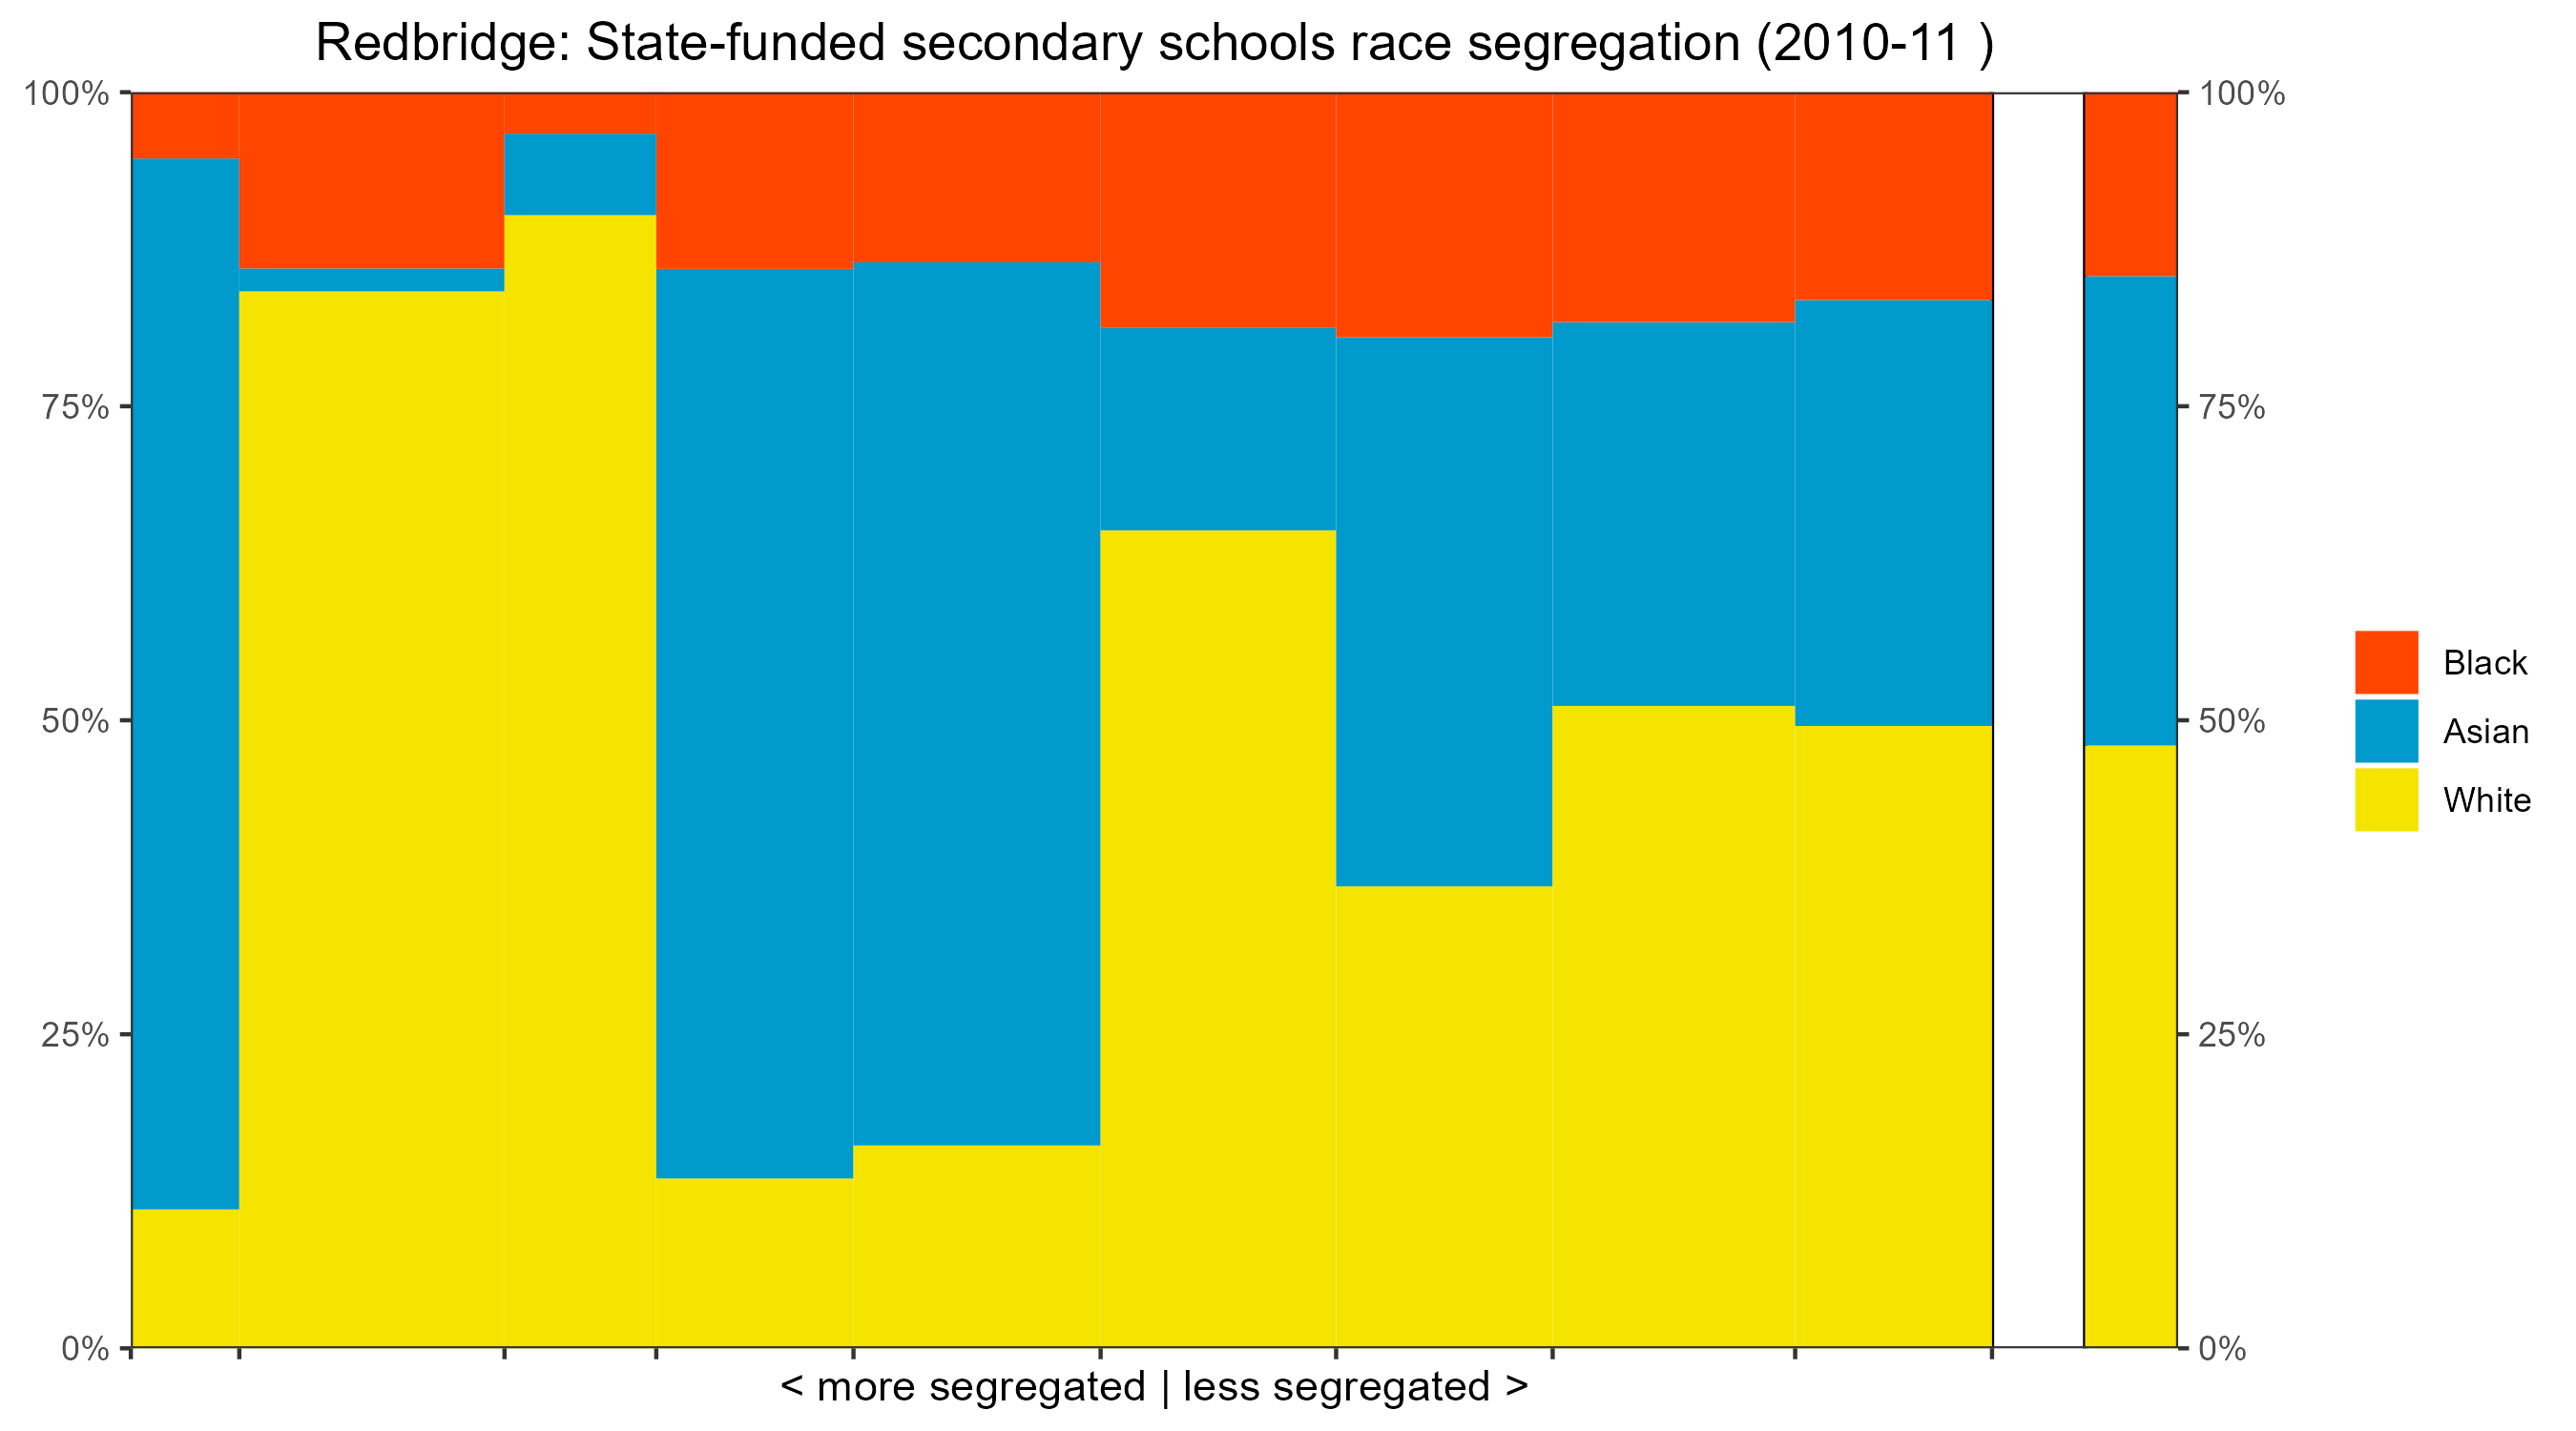 Redbridge: State-funded secondary schools race segregation (2010-11 )
100%
100%
75%
75%
Black
50%
Asian
50%
White
25%
25%
0%
0%
< more segregated | less segregated >